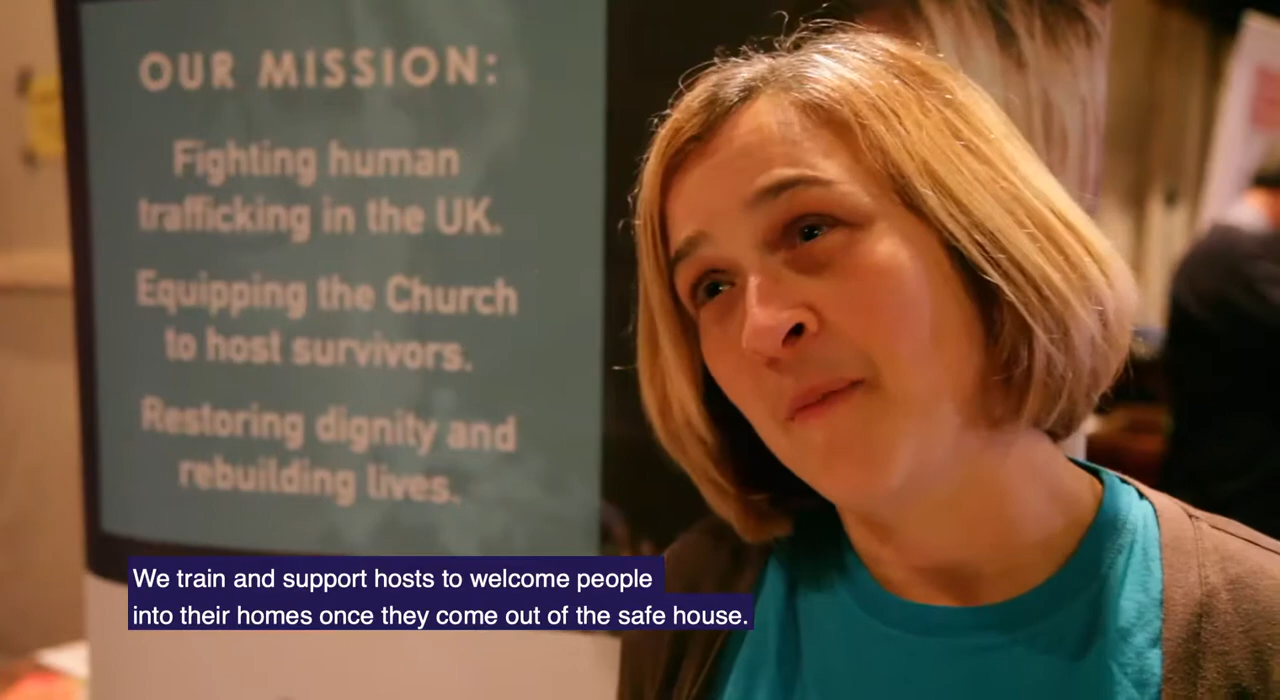 OUR MISSION:
Fighting human
trafficking in the UK.
Equipping the Church
to host survivors.
Restoring dignity and
rebuilding lives.
We train and support hosts to welcome people
into their homes once they come out of the safe house.